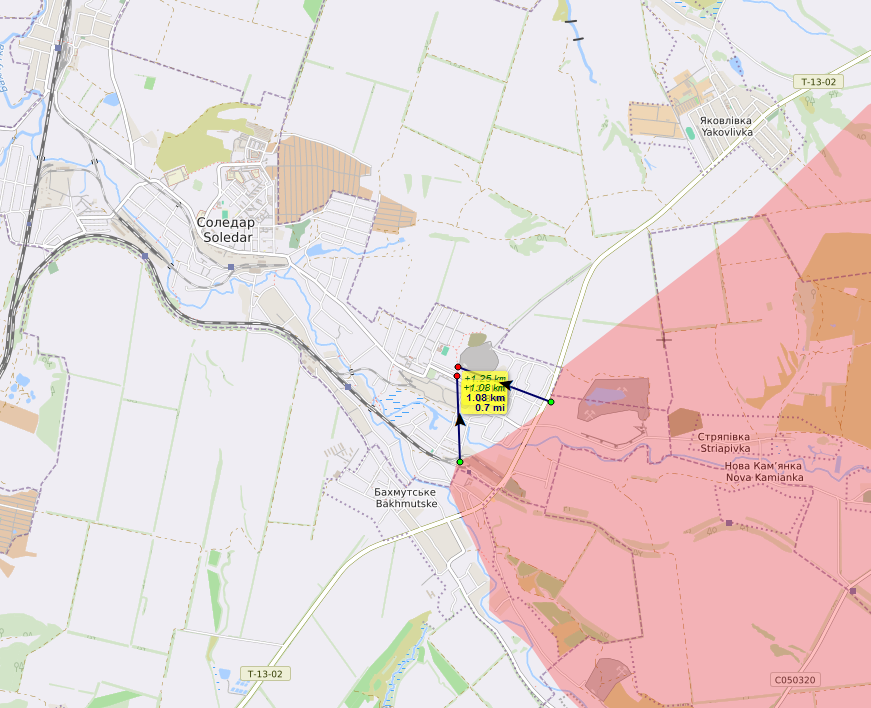 Т-13-02
Яковлівка
Yakovlivka
Соледар
Soledar
+1.25 km
+1.08 km
1.08 km
0.7 mi
Стряпівка
Striapivka
Нова Кам'янка
Nova Kamianka
Бахмутське
Bakhmutske
Т-13-02
С050320